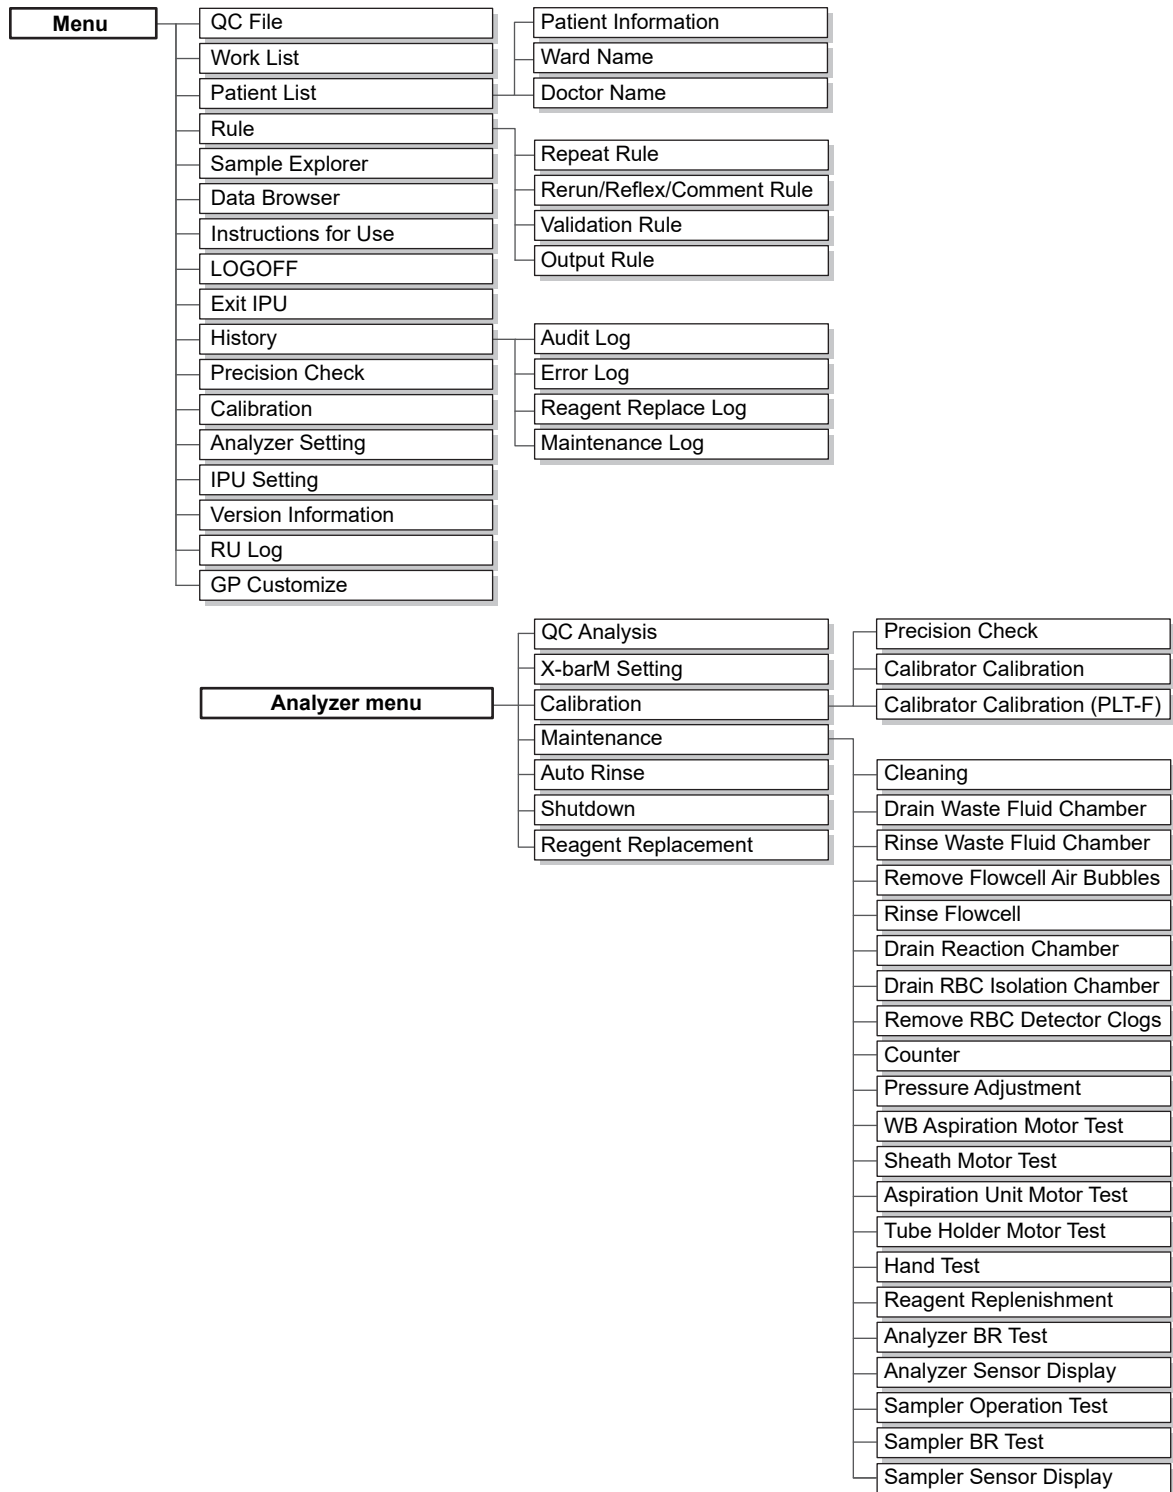 Menu
QC File
Work List
Patient List
Rule
Sample Explorer
Data Browser
Instructions for Use
LOGOFF
Exit IPU
History
Precision Check
Calibration
Analyzer Setting
IPU Setting
Version Information
RU Log
GP Customize
Patient Information
Ward Name
Doctor Name
Repeat Rule
Rerun/Reflex/Comment Rule
Validation Rule
Output Rule
Audit Log
Error Log
Reagent Replace Log
Maintenance Log
Analyzer menu
QC Analysis
X-barM Setting
Calibration
Maintenance
Auto Rinse
Shutdown
Reagent Replacement
Precision Check
Calibrator Calibration
Calibrator Calibration (PLT-F)
Cleaning
Drain Waste Fluid Chamber
Rinse Waste Fluid Chamber
Remove Flowcell Air Bubbles
Rinse Flowcell
Drain Reaction Chamber
Drain RBC Isolation Chamber
Remove RBC Detector Clogs
Counter
Pressure Adjustment
WB Aspiration Motor Test
Sheath Motor Test
Aspiration Unit Motor Test
Tube Holder Motor Test
Hand Test
Reagent Replenishment
Analyzer BR Test
Analyzer Sensor Display
Sampler Operation Test
Sampler BR Test
Sampler Sensor Display